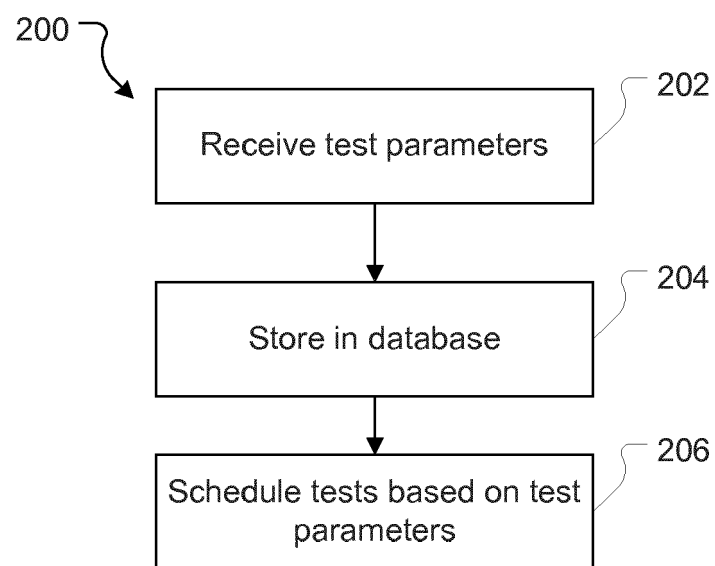 200
202
Receive test parameters
204
Store in database
206
Schedule tests based on test
parameters